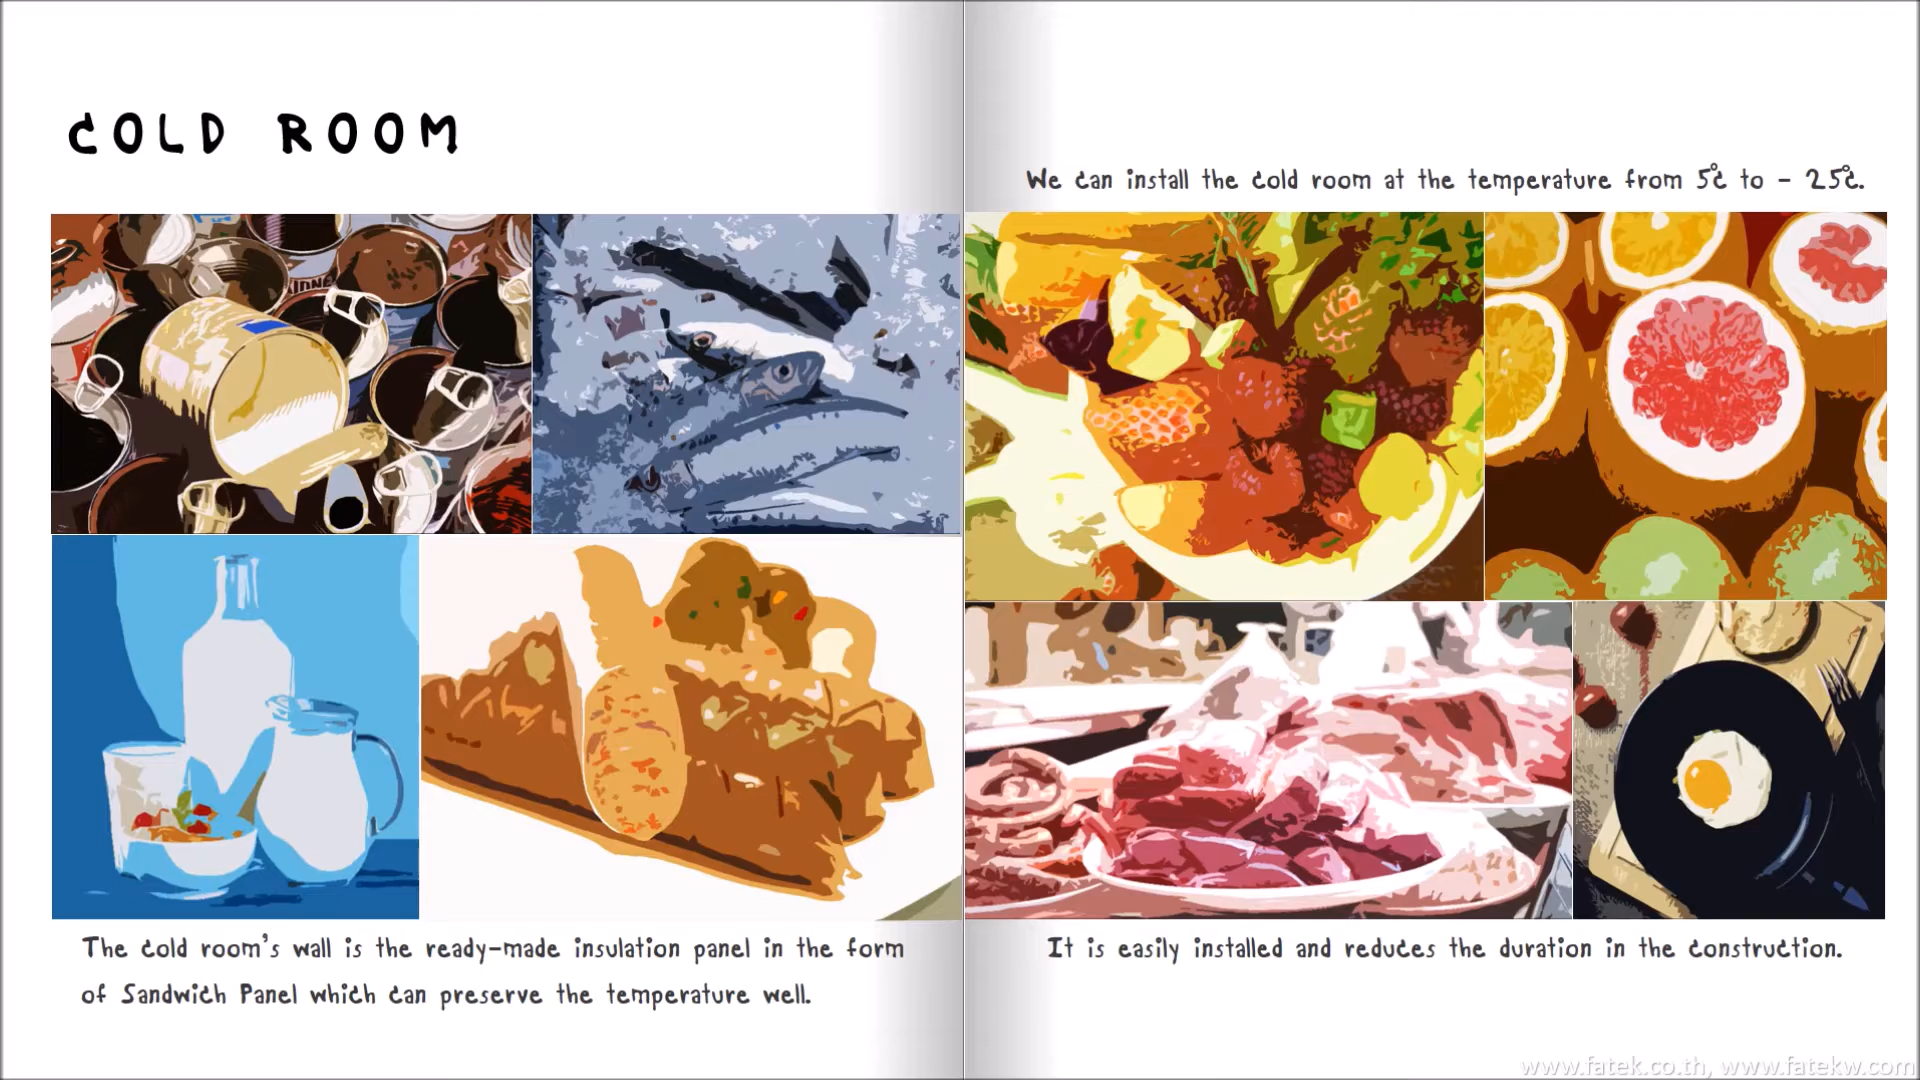 COLD ROOM
The cold room's wall is the ready-made insulation panel in the form
of Sandwich Panel which can preserve the temperature well.
We can install the cold room at the temperature from 5°c to - 25°c.
It is easily installed and reduces the duration in the construction.
www.fatek.co.th, www.fatekw.com